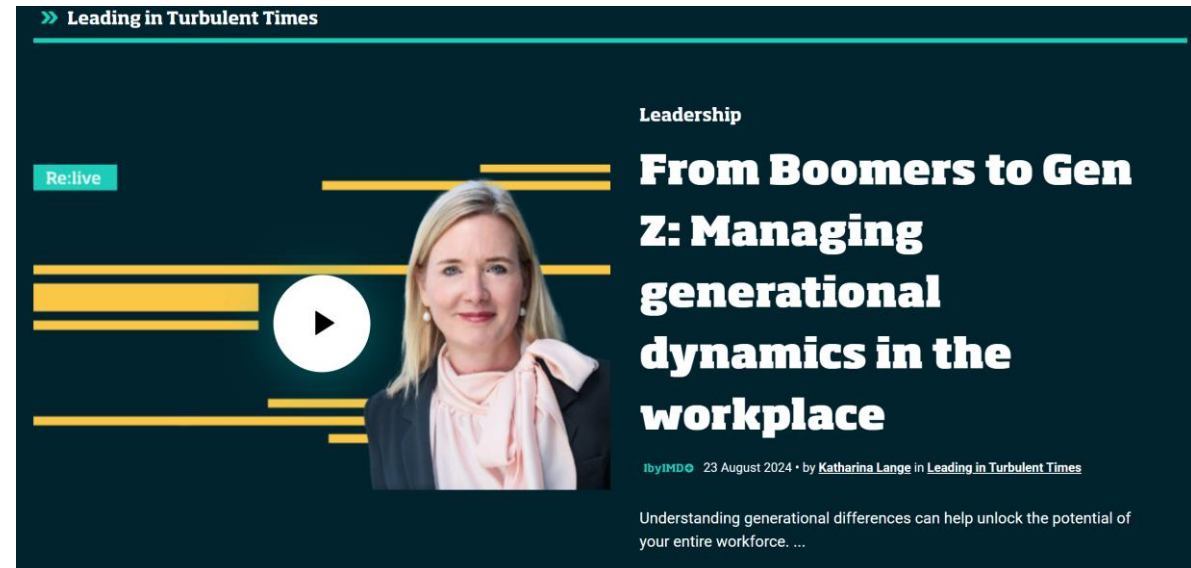 » Leading in Turbulent Times
Re:live
Leadership
From Boomers to Gen
Z: Managing
generational
dynamics in the
workplace
IbyIMD+ 23 August 2024 • by Katharina Lange in Leading in Turbulent Times
Understanding generational differences can help unlock the potential of
your entire workforce. ...